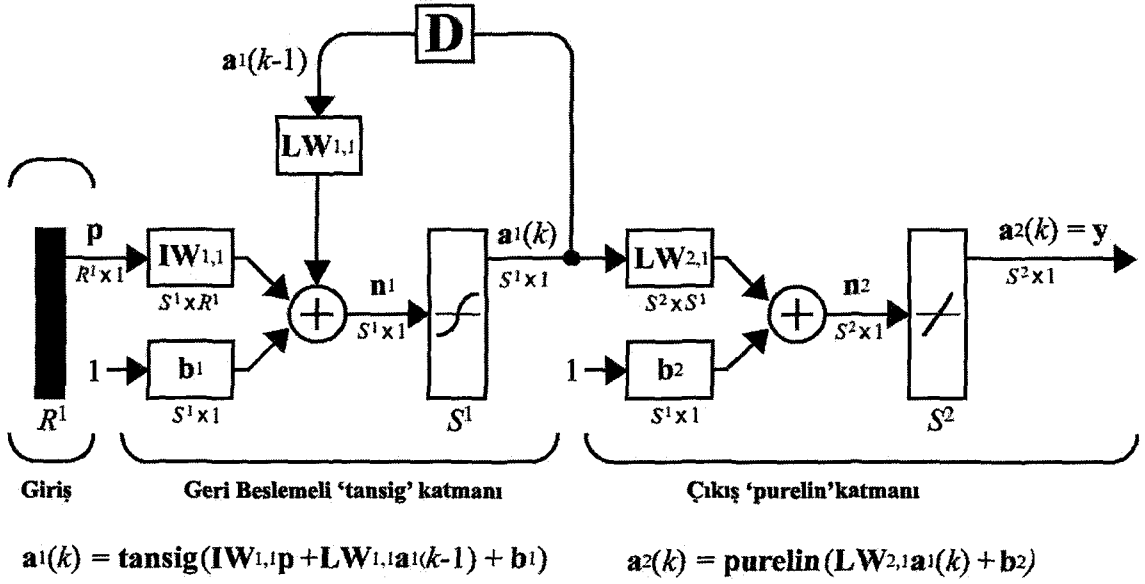 D
a1(k-1)
LW1,1
p
R1x1
IW1,1
S1xR1
1
b1
S1x1
n1
S1x1
a1(k)
S1x1
LW2,1
S2xS1
1
b2
S1x1
n2
S2x1
a2(k) = y
S2x1
R1
S1
S2
Giriş
Geri Beslemeli ‘tansig’ katmanı
Çıkış ‘purelin’katmanı
a1(k) = tansig(IW1,1p +LW1,1a1(k-1) + b1)
a2(k) = purelin(LW2,1a1(k) + b2)